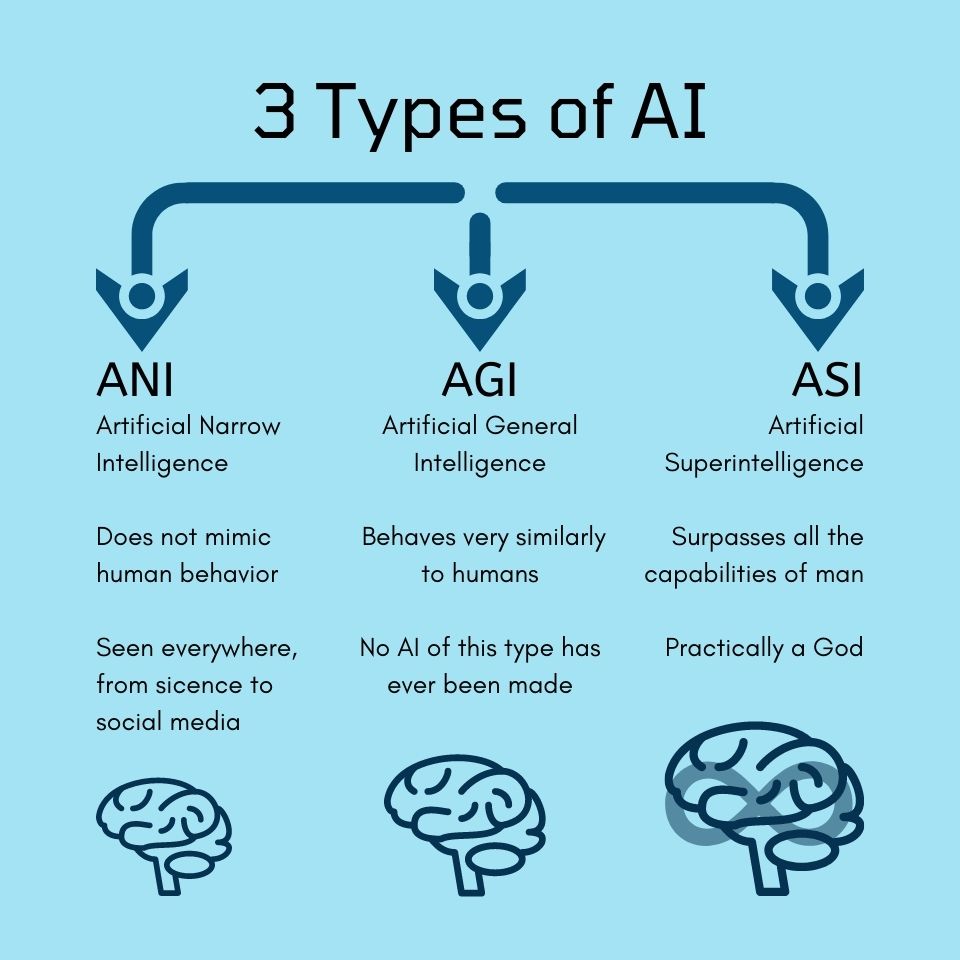 3 Types of AI
ANI
Artificial Narrow
Intelligence
Does not mimic
human behavior
Seen everywhere,
from sicence to
social media
AGI
Artificial General
Intelligence
Behaves very similarly
to humans
No AI of this type has
ever been made
ASI
Artificial
Superintelligence
Surpasses all the
capabilities of man
Practically a God